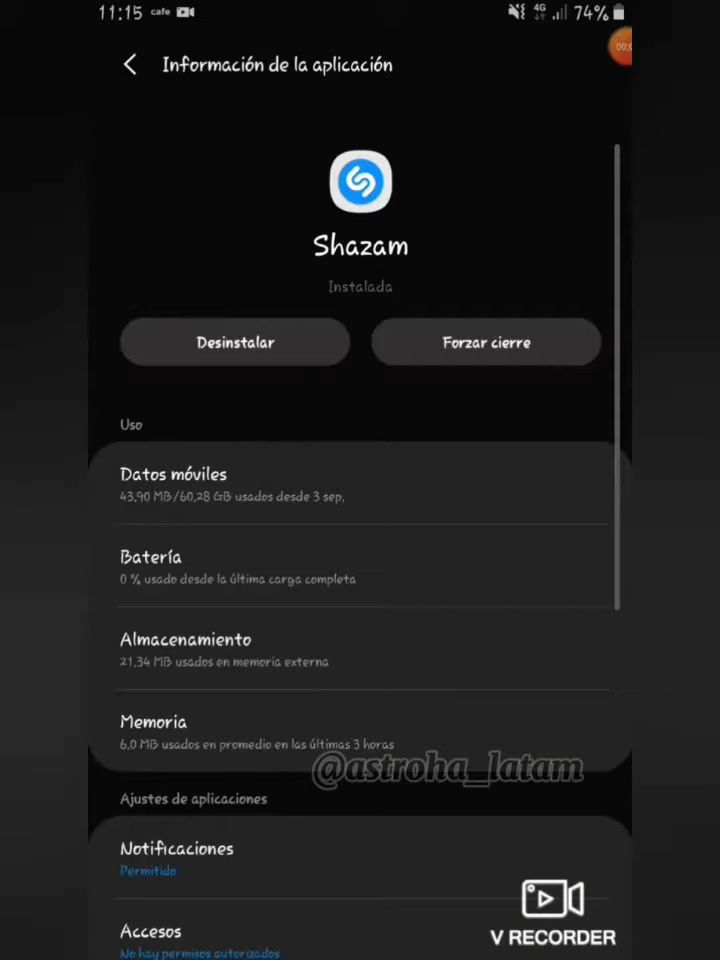 11:15 cafe 4G 74%
00:0
Información de la aplicación
Shazam
Instalada
Desinstalar Forzar cierre
Uso
Datos móviles
43,90 MB/60,28 GB usados desde 3 sep.
Batería
0 % usado desde la última carga completa
Almacenamiento
21,34 MB usados en memoria externa
Memoria
6,0 MB usados en promedio en las últimas 3 horas
@astroha_latam
Ajustes de aplicaciones
Notificaciones
Permitido
Accesos
No hay permisos autorizados
V RECORDER